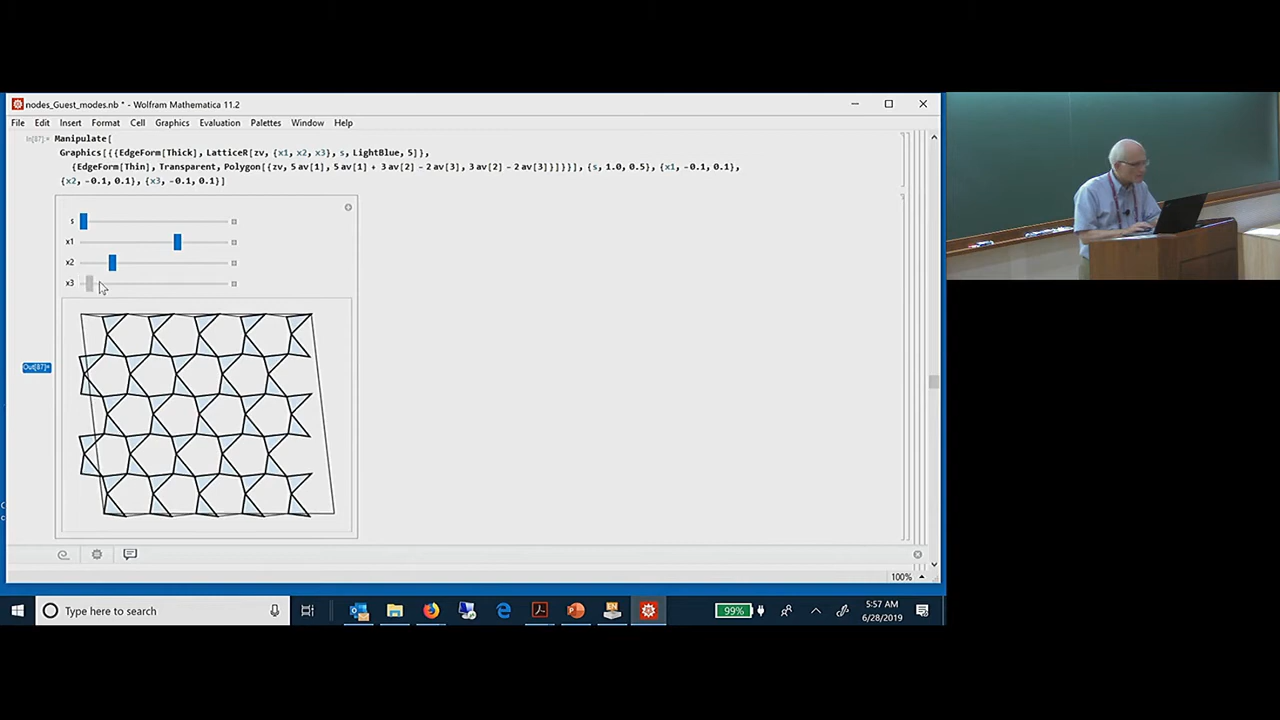 nodes_Guest_modes.nb * - Wolfram Mathematica 11.2
File Edit Insert Format Cell Graphics Evaluation Palettes Window Help
In[87]:= Manipulate[
Graphics[{{EdgeForm[Thick], LatticeR[zv, {x1, x2, x3}, s, LightBlue, 5]},
{EdgeForm[Thin], Transparent, Polygon[{zv, 5 av[1], 5 av[1] + 3 av[2] - 2 av[3], 3 av[2] - 2 av[3]}]}}], {s, 1.0, 0.5}, {x1, -0.1, 0.1},
{x2, -0.1, 0.1}, {x3, -0.1, 0.1}]
s
x1
x2
x3
Out[87]=
100%
Type here to search
99%
5:57 AM
6/28/2019